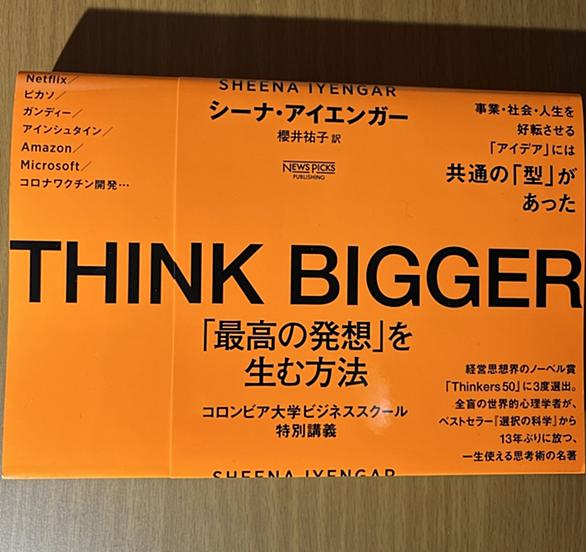 Netflix/
ピカソ/
ガンディー/
アインシュタイン/
Amazon/
Microsoft/
コロナワクチン開発…
SHEENA IYENGAR
シーナ・アイエンガー
櫻井祐子 訳
NEWSPICKS
PUBLISHING
事業・社会・人生を
好転させる
「アイデア」には
共通の「型」が
あった
THINK BIGGER
「最高の発想」を
生む方法
コロンビア大学ビジネススクール
特別講義
経営思想界のノーベル賞
「Thinkers50」に3度選出。
全盲の世界的心理学者が、
ベストセラー『選択の科学』から
13年ぶりに放つ、
一生使える思考術の名著
SHEENA IYENGAR